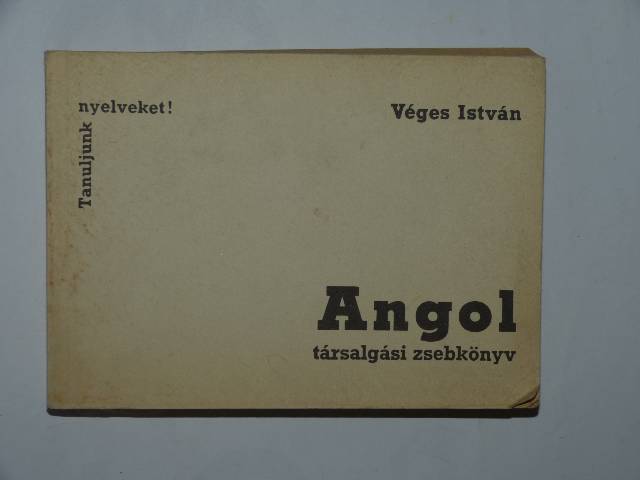 Tanuljunk
nyelveket!
Véges István
Angol
társalgási zsebkönyv